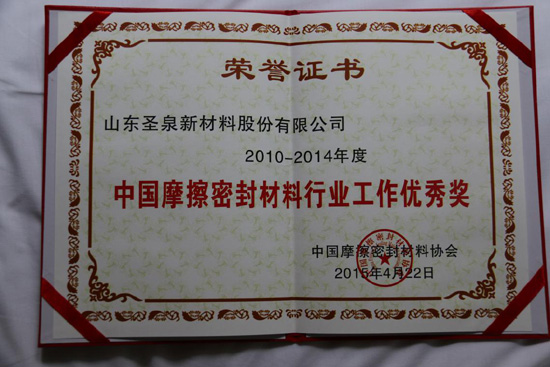 荣誉证书
山东圣泉新材料股份有限公司
2010-2014年度
中国摩擦密封材料行业工作优秀奖
中国摩擦密封材料协会
2015年4月22日